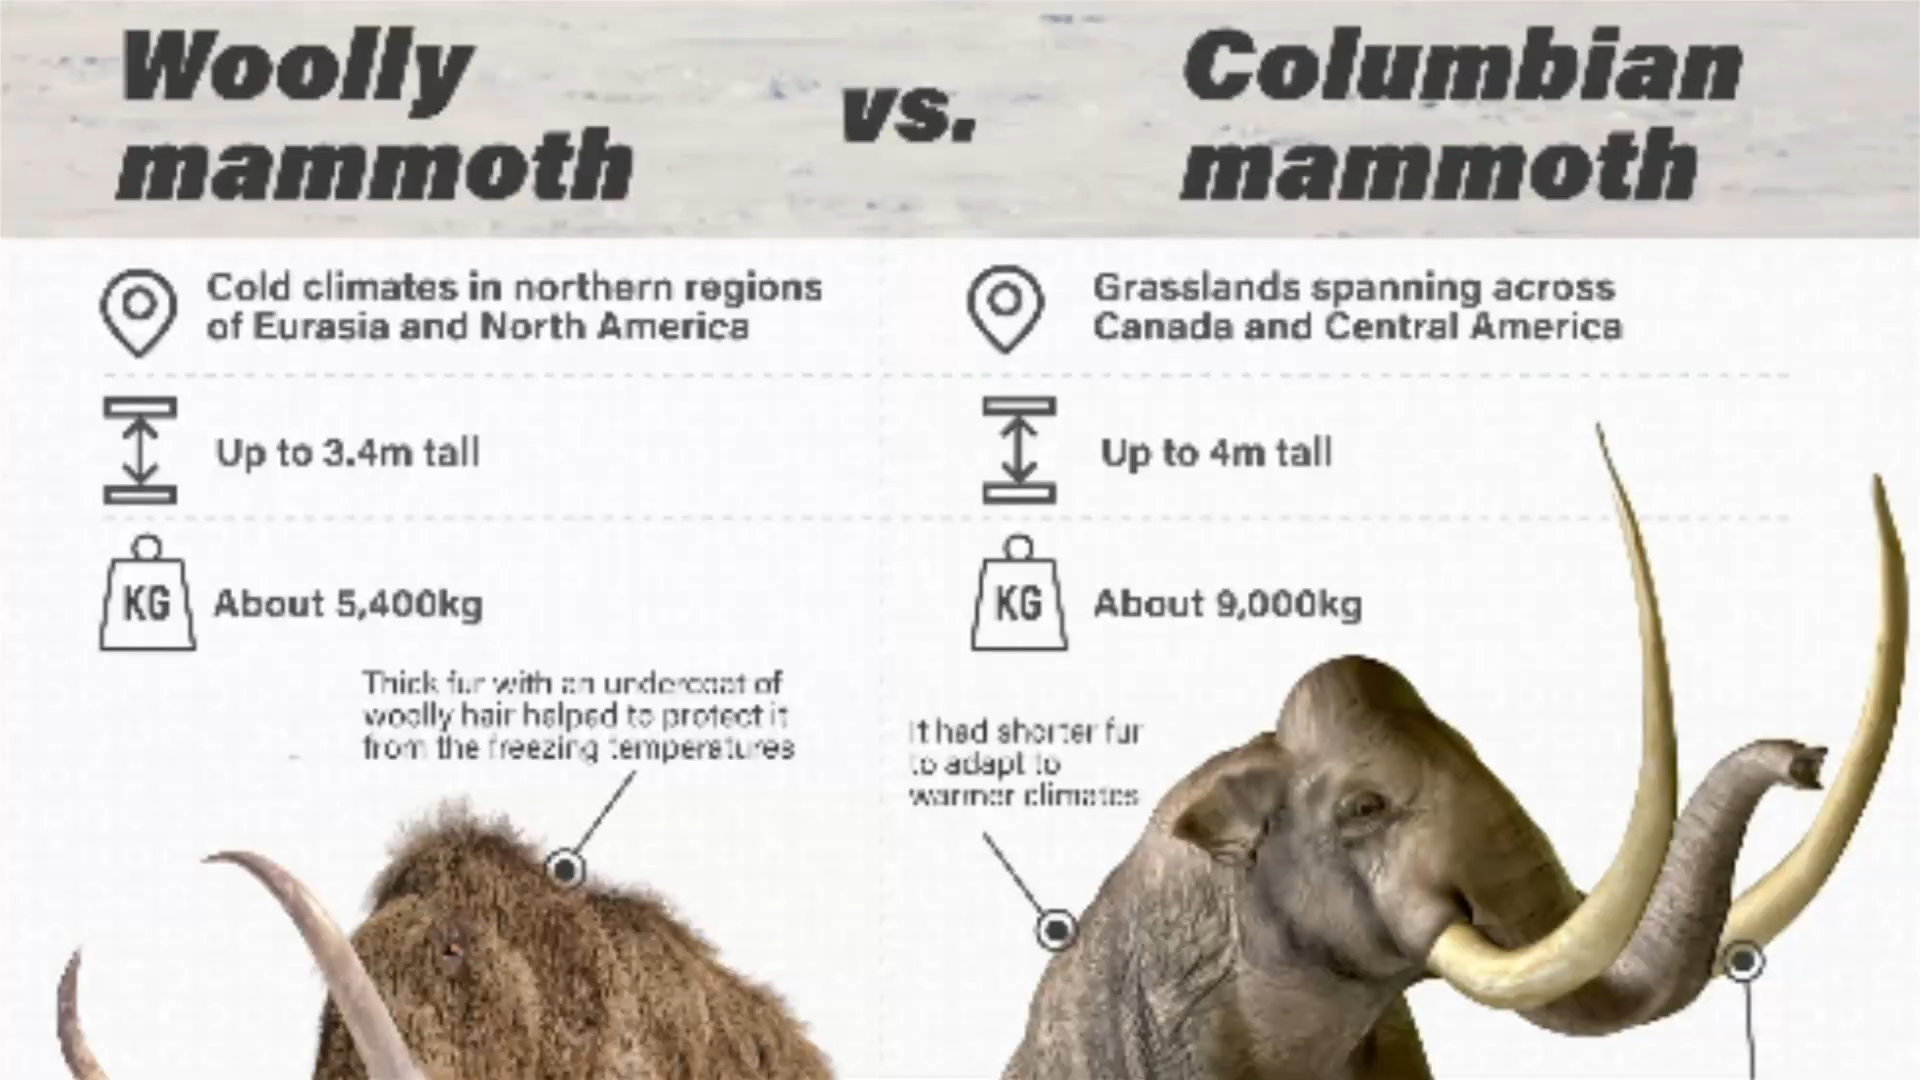 Woolly
mammoth
vs.
Columbian
mammoth
Cold climates in northern regions
of Eurasia and North America
Grasslands spanning across
Canada and Central America
Up to 3.4m tall
Up to 4m tall
KG
About 5,400kg
KG
About 9,000kg
Thick fur with an undercoat of
woolly hair helped to protect it
from the freezing temperatures
It had shorter fur
to adapt to
warmer climates